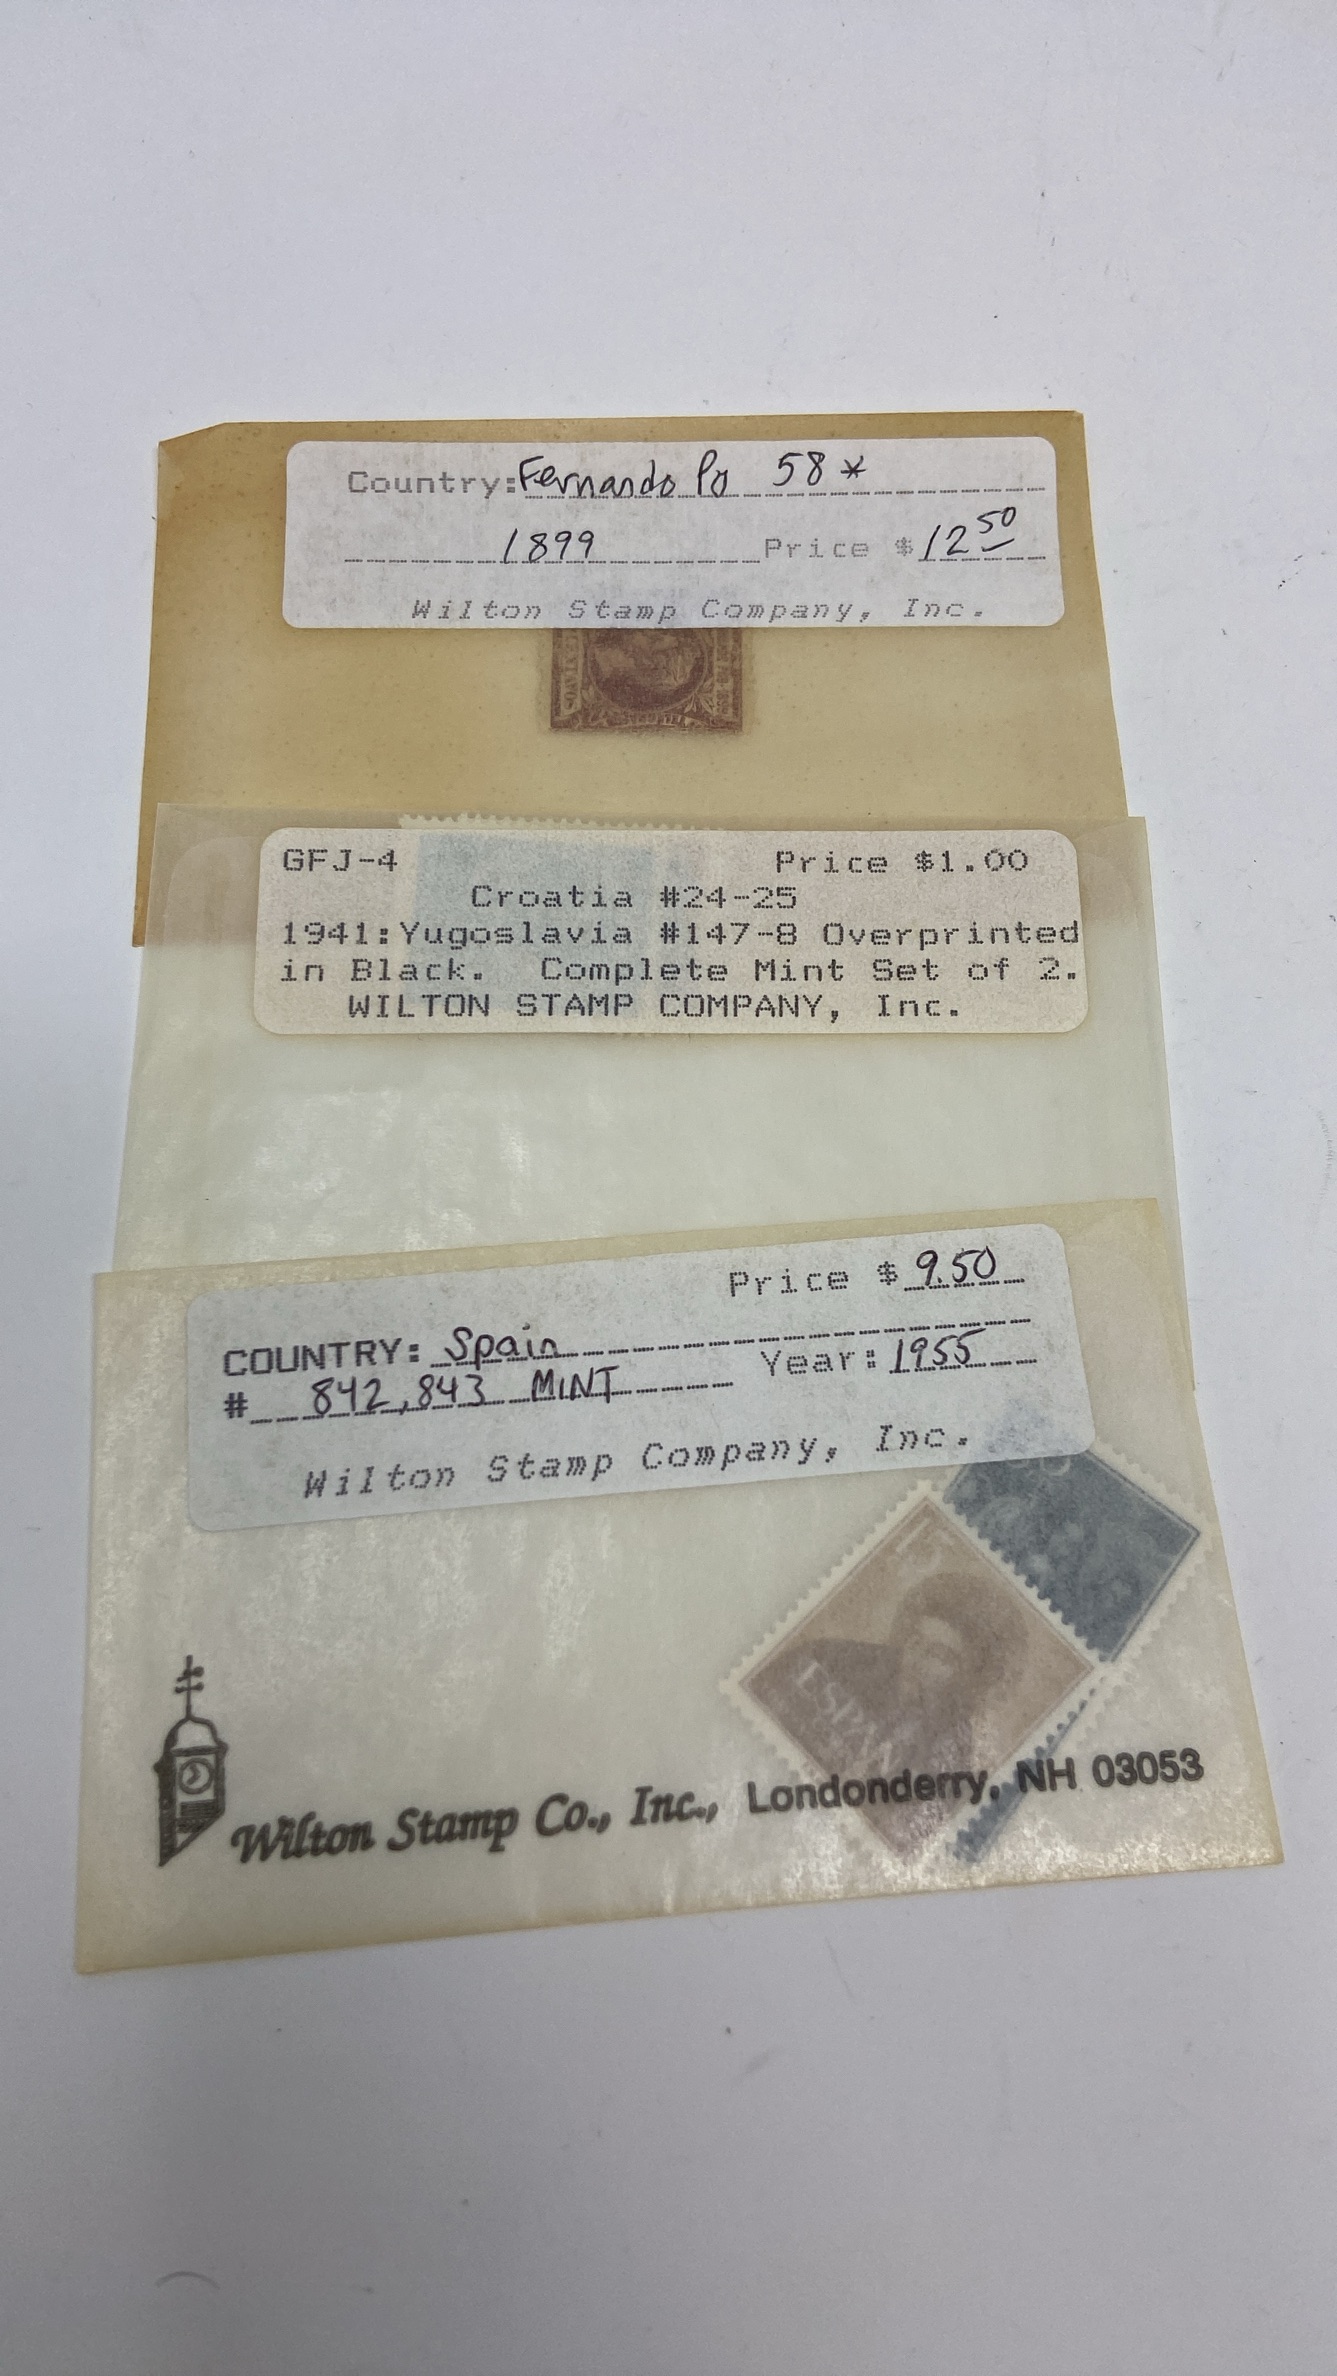 Country: Fernando Po 58*
1899 Price $12.50
Wilton Stamp Company, Inc.
GFJ-4 Price $1.00
Croatia #24-25
1941:Yugoslavia #147-8 Overprinted
in Black. Complete Mint Set of 2.
WILTON STAMP COMPANY, Inc.
Price $9.50
COUNTRY: Spain
# 842,843 MINT Year: 1955
Wilton Stamp Company, Inc.
15
ESPAÑA
Wilton Stamp Co., Inc., Londonderry, NH 03053